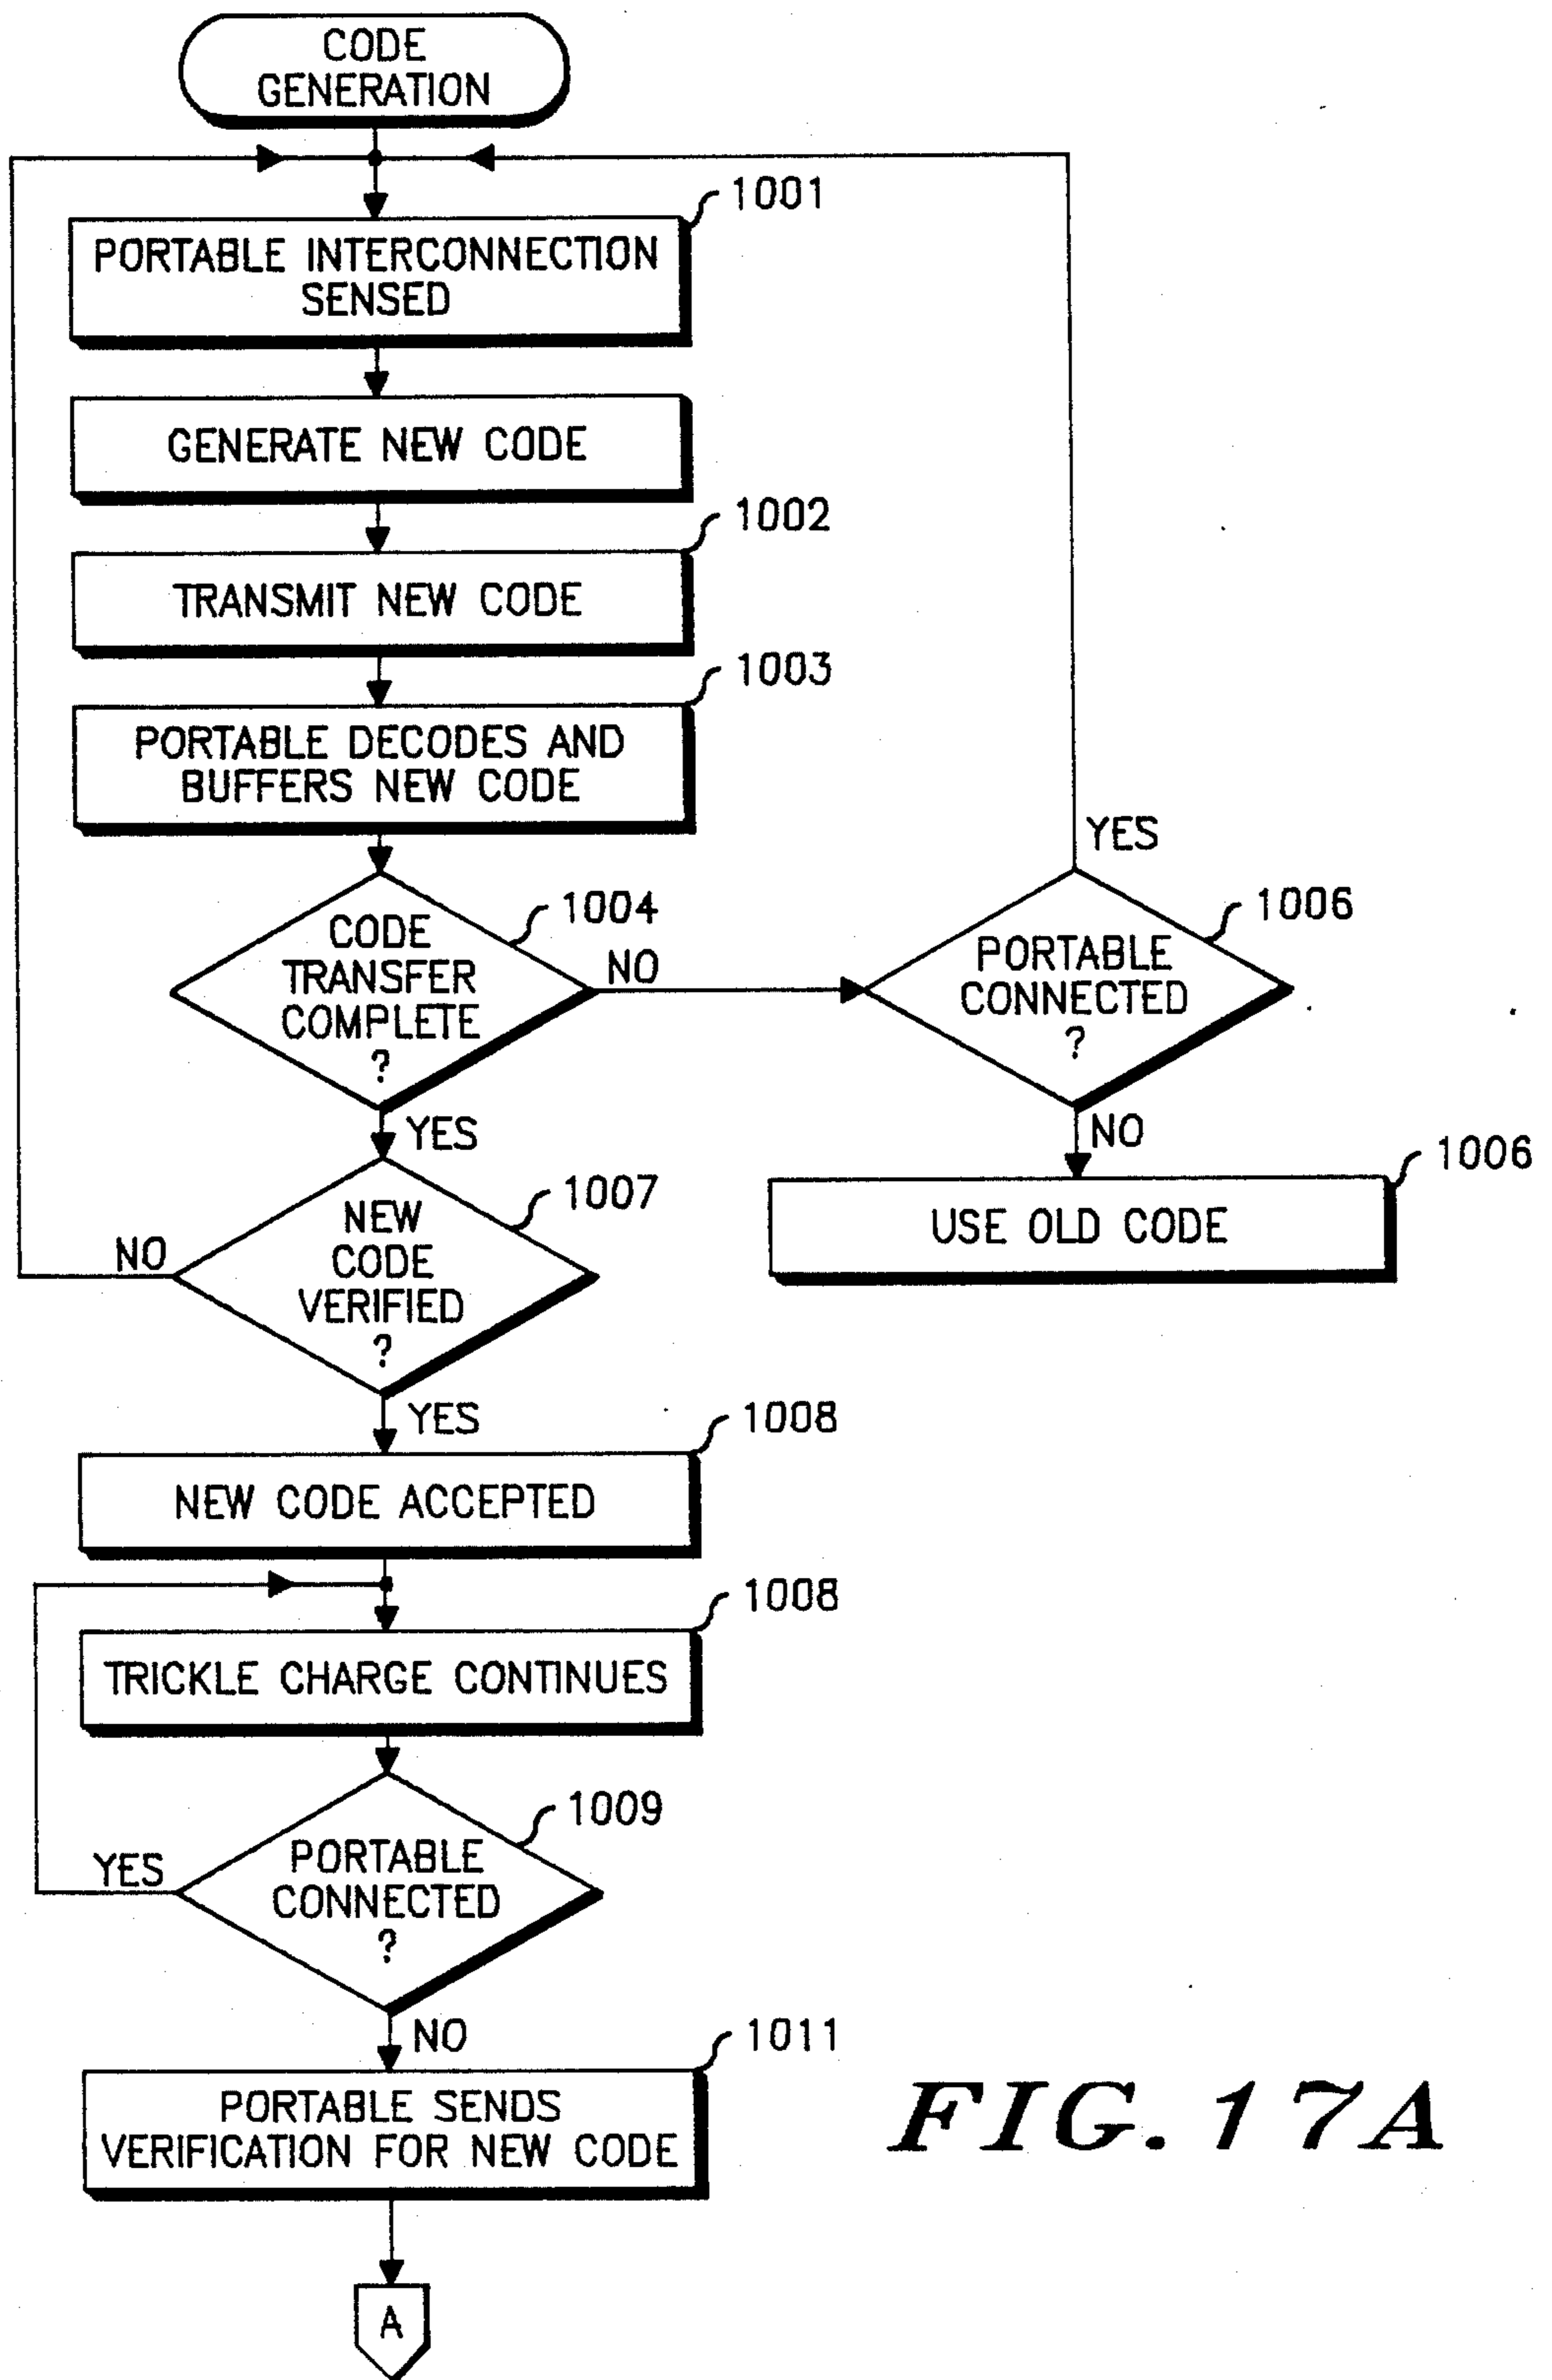 CODE
GENERATION
1001
PORTABLE INTERCONNECTION
SENSED
GENERATE NEW CODE
1002
TRANSMIT NEW CODE
1003
PORTABLE DECODES AND
BUFFERS NEW CODE
YES
1004
CODE
TRANSFER
COMPLETE
?
NO
1006
PORTABLE
CONNECTED
?
YES
NO
1007
NEW
CODE
VERIFIED
?
NO
1006
USE OLD CODE
YES
1008
NEW CODE ACCEPTED
1008
TRICKLE CHARGE CONTINUES
1009
PORTABLE
CONNECTED
?
YES
NO
1011
PORTABLE SENDS
VERIFICATION FOR NEW CODE
FIG. 17A
A